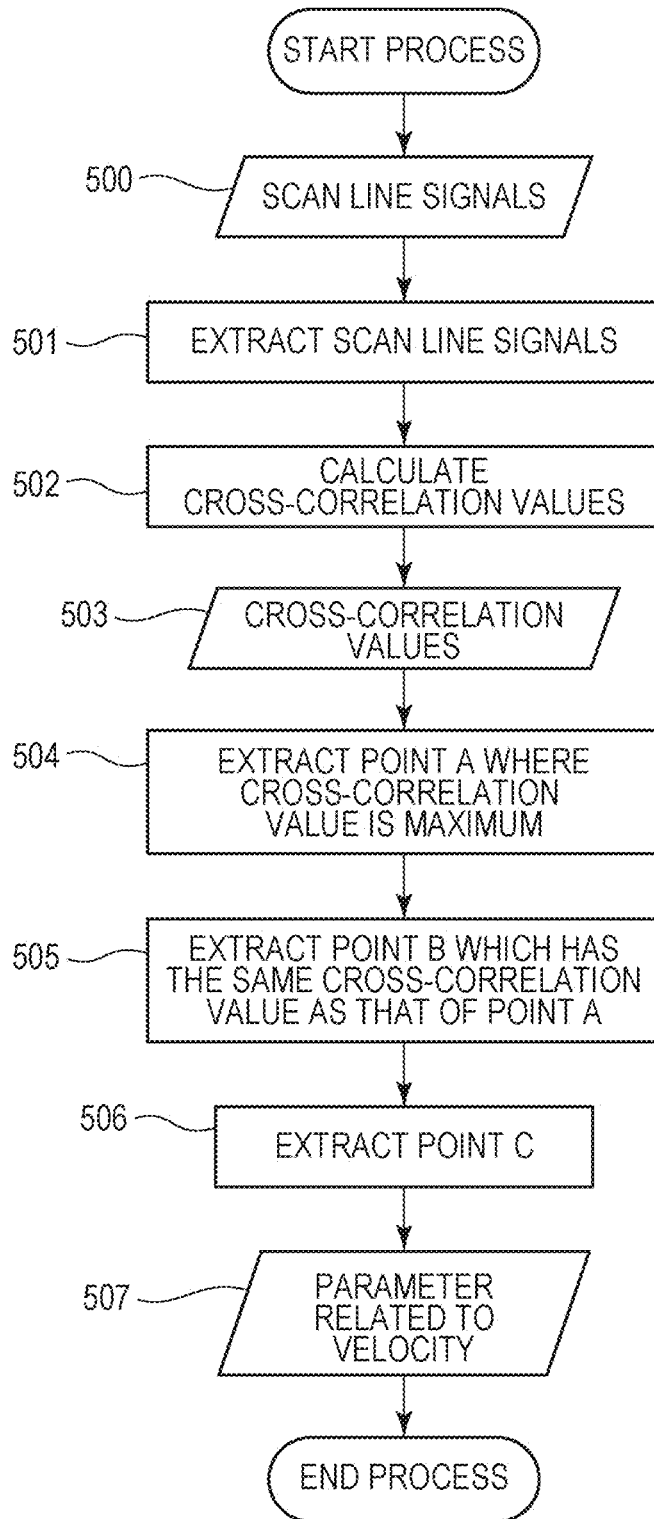 START PROCESS
500
SCAN LINE SIGNALS
501
EXTRACT SCAN LINE SIGNALS
502
CALCULATE
CROSS-CORRELATION VALUES
503
CROSS-CORRELATION
VALUES
504
EXTRACT POINT A WHERE
CROSS-CORRELATION
VALUE IS MAXIMUM
505
EXTRACT POINT B WHICH HAS
THE SAME CROSS-CORRELATION
VALUE AS THAT OF POINT A
506
EXTRACT POINT C
507
PARAMETER
RELATED TO
VELOCITY
END PROCESS